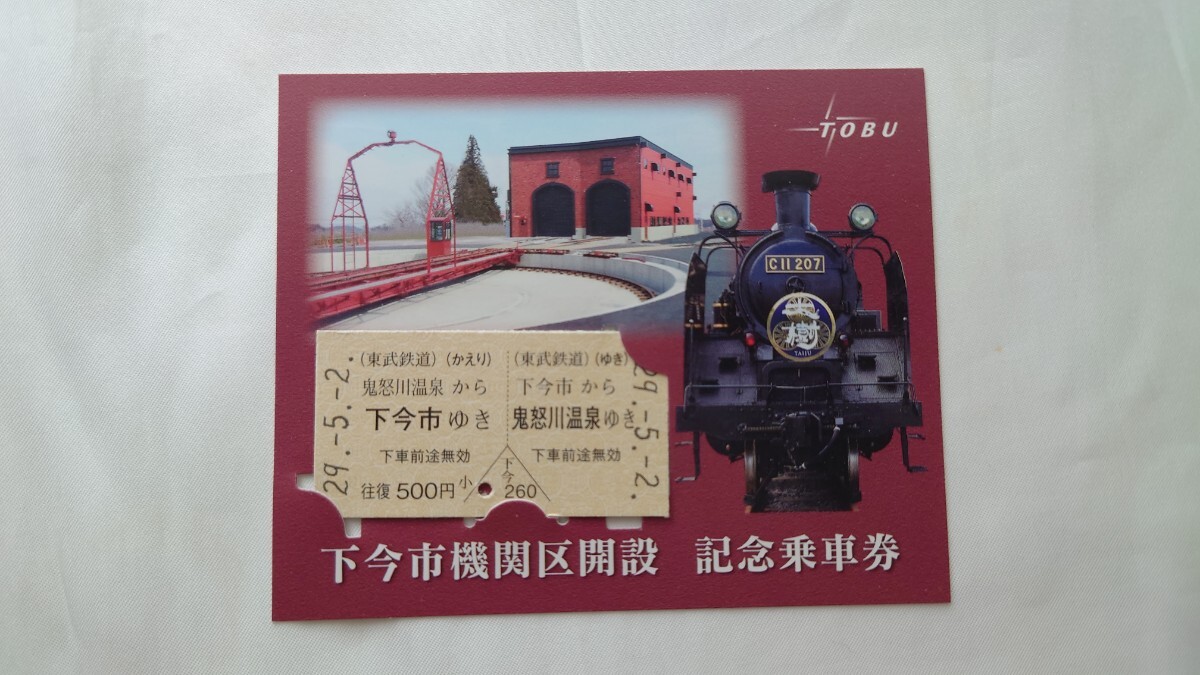 TOBU
C11 207
大樹
TAIJU
(東武鉄道)(かえり)
鬼怒川温泉 から
下今市 ゆき
下車前途無効
往復 500円
小
29.-5.-2.
(東武鉄道)(ゆき)
下今市 から
鬼怒川温泉 ゆき
下車前途無効
下今
260
29.-5.-2.
下今市機関区開設 記念乗車券